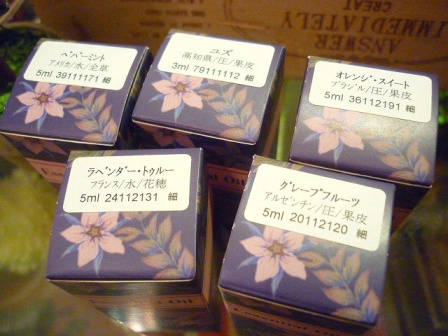 ANSWER
IMMEDIATELY
GREAT
ペパーミント
アメリカ/水/全草
5ml 39111171 細
ユズ
高知県/圧/果皮
3ml 79111112 細
オレンジ・スイート
ブラジル/圧/果皮
5ml 36112191 細
ラベンダー・トゥルー
フランス/水/花穂
5ml 24112131 細
グレープフルーツ
アルゼンチン/圧/果皮
5ml 20112120 細
Essential Oil